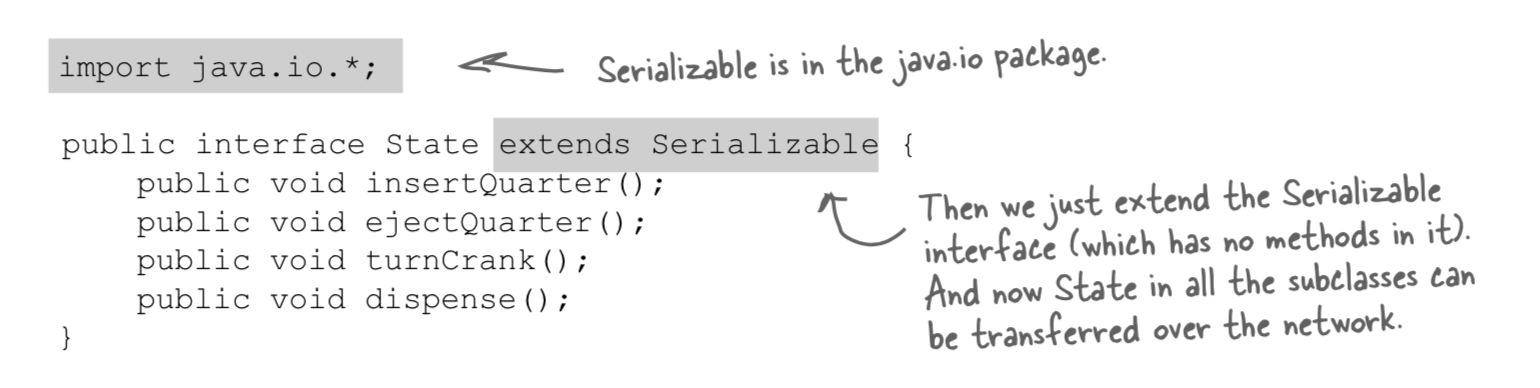 import java.io.*;
Serializable is in the java.io package.
public interface State extends Serializable {
public void insertQuarter();
public void ejectQuarter();
public void turnCrank();
public void dispense();
}
Then we just extend the Serializable
interface (which has no methods in it).
And now State in all the subclasses can
be transferred over the network.